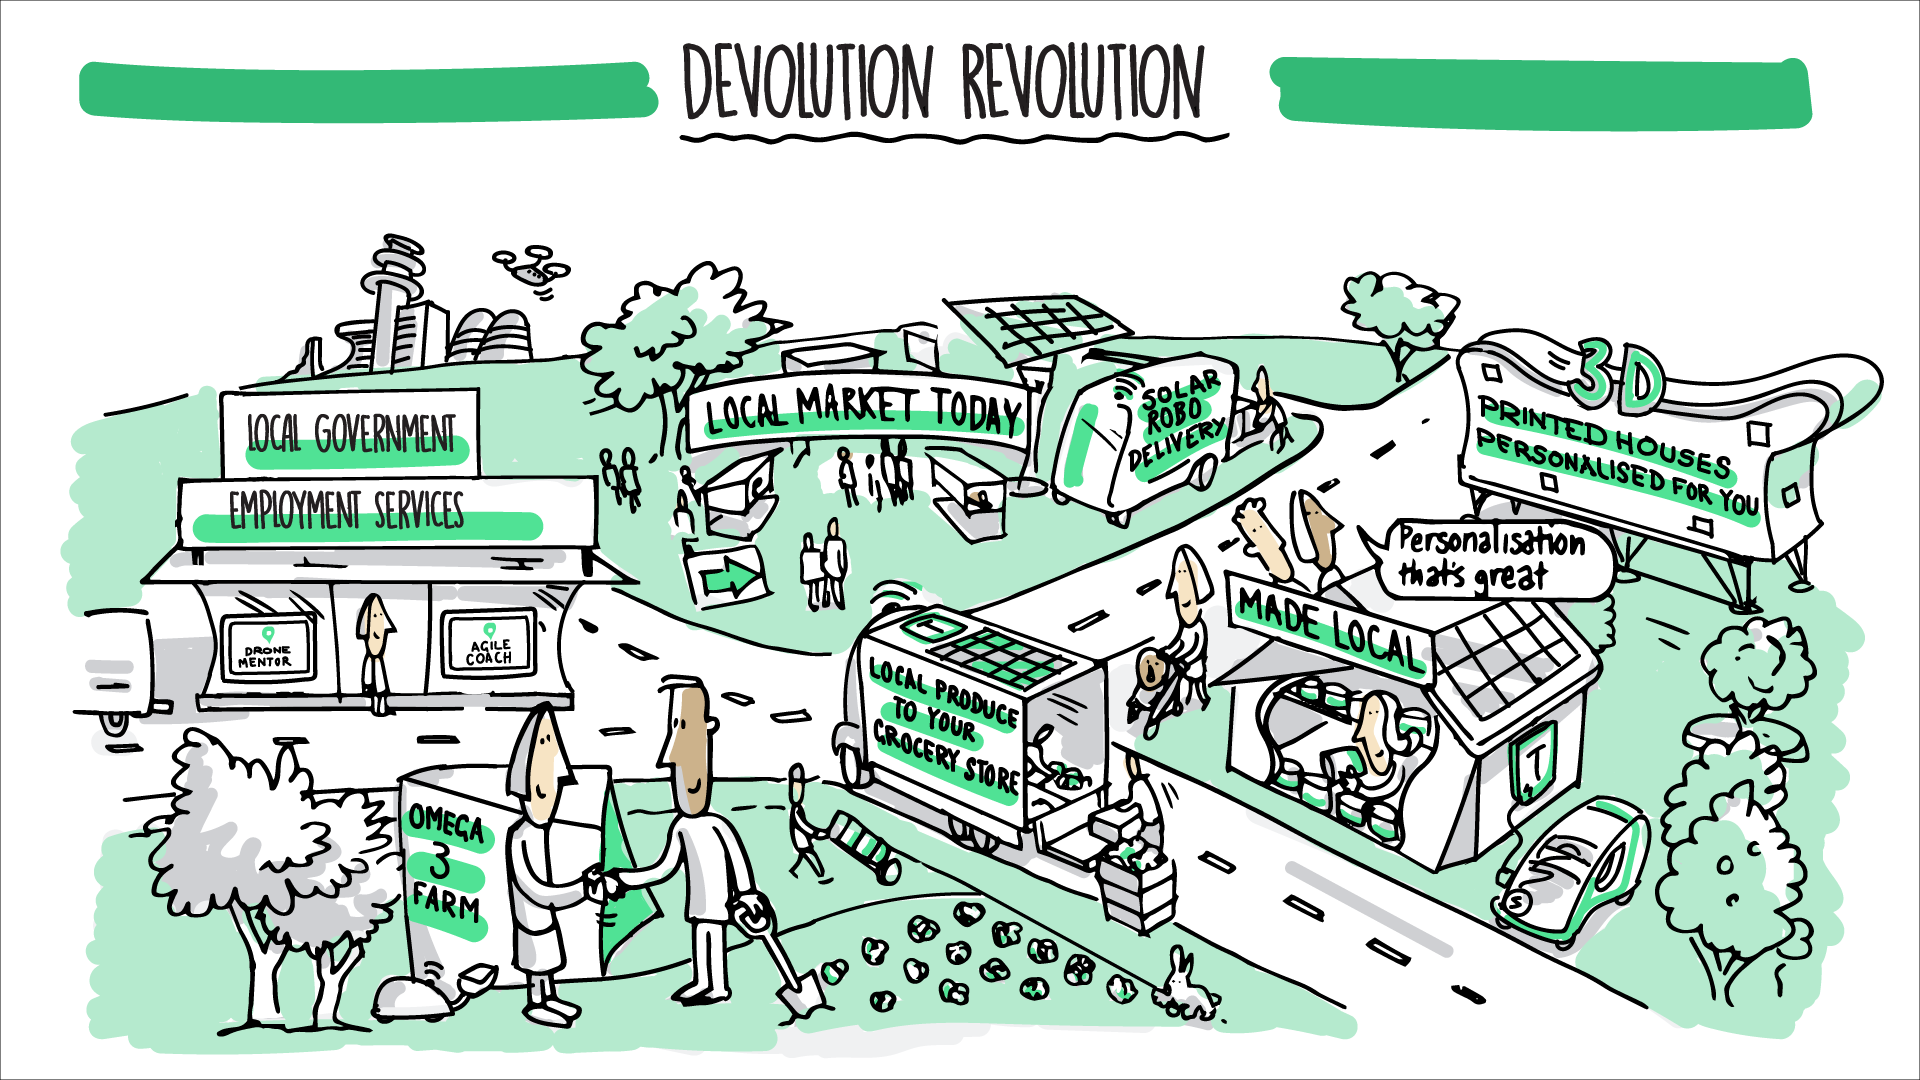 DEVOLUTION REVOLUTION
LOCAL GOVERNMENT
EMPLOYMENT SERVICES
DRONE
MENTOR
AGILE
COACH
LOCAL MARKET TODAY
SOLAR
ROBO
DELIVERY
3D
PRINTED HOUSES
PERSONALISED FOR YOU
Personalisation
that's great
MADE LOCAL
T
LOCAL PRODUCE
TO YOUR
GROCERY STORE
T
S
OMEGA
3
FARM